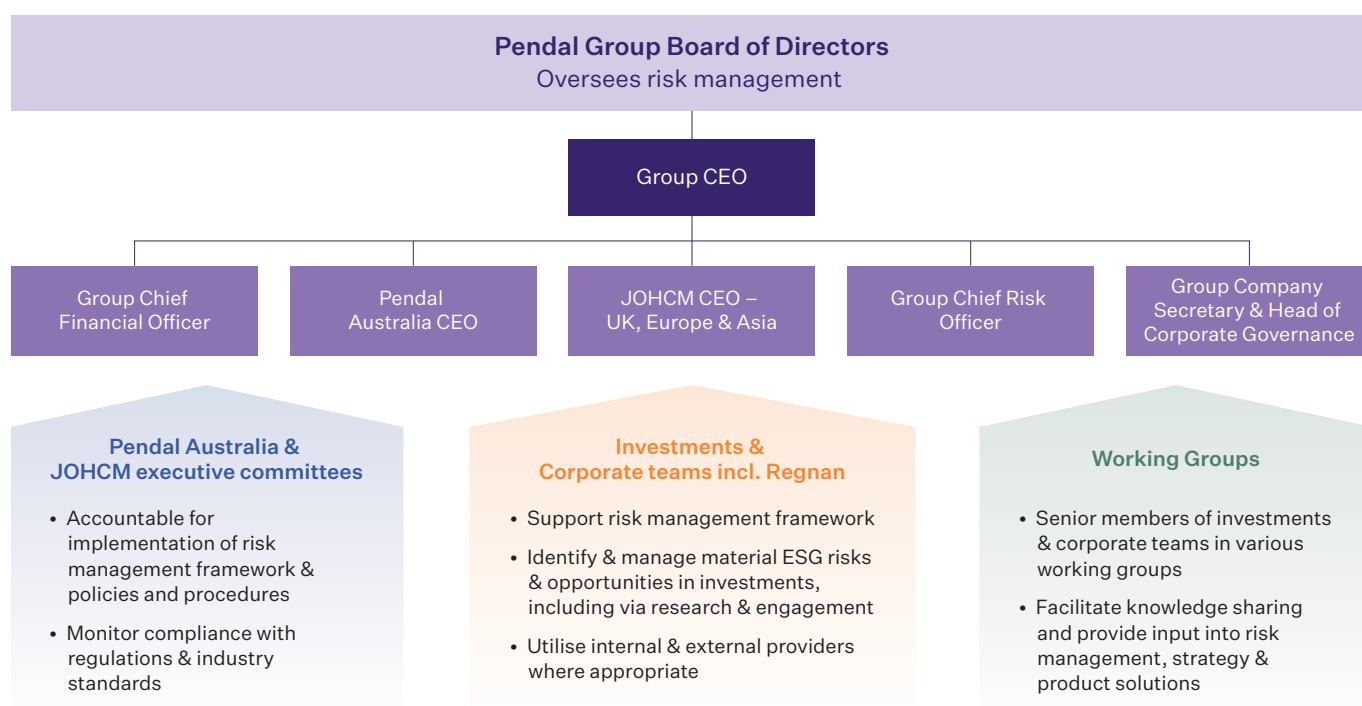 Pendal Group Board of Directors
Oversees risk management
Group CEO
Group Chief
Financial Officer
Pendal
Australia CEO
JOHCM CEO –
UK, Europe & Asia
Group Chief Risk
Officer
Group Company
Secretary & Head of
Corporate Governance
Pendal Australia &
JOHCM executive committees
• Accountable for
implementation of risk
management framework &
policies and procedures
• Monitor compliance with
regulations & industry
standards
Investments &
Corporate teams incl. Regnan
• Support risk management framework
• Identify & manage material ESG risks
& opportunities in investments,
including via research & engagement
• Utilise internal & external providers
where appropriate
Working Groups
• Senior members of investments
& corporate teams in various
working groups
• Facilitate knowledge sharing
and provide input into risk
management, strategy &
product solutions